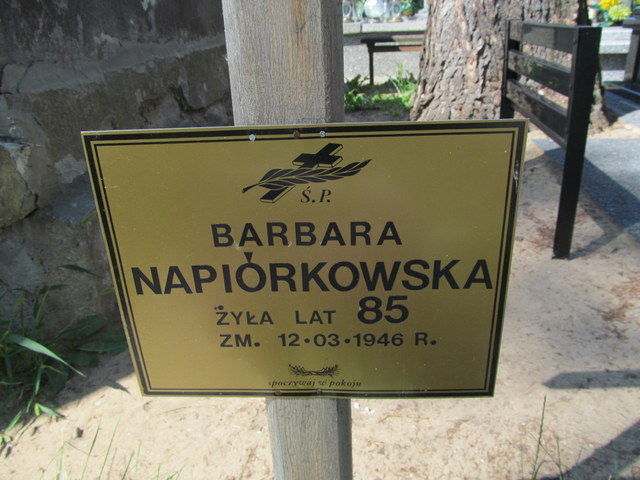 Ś.P.
BARBARA
NAPIÓRKOWSKA
ŻYŁA LAT 85
ZM. 12•03•1946 R.
spoczywaj w pokoju